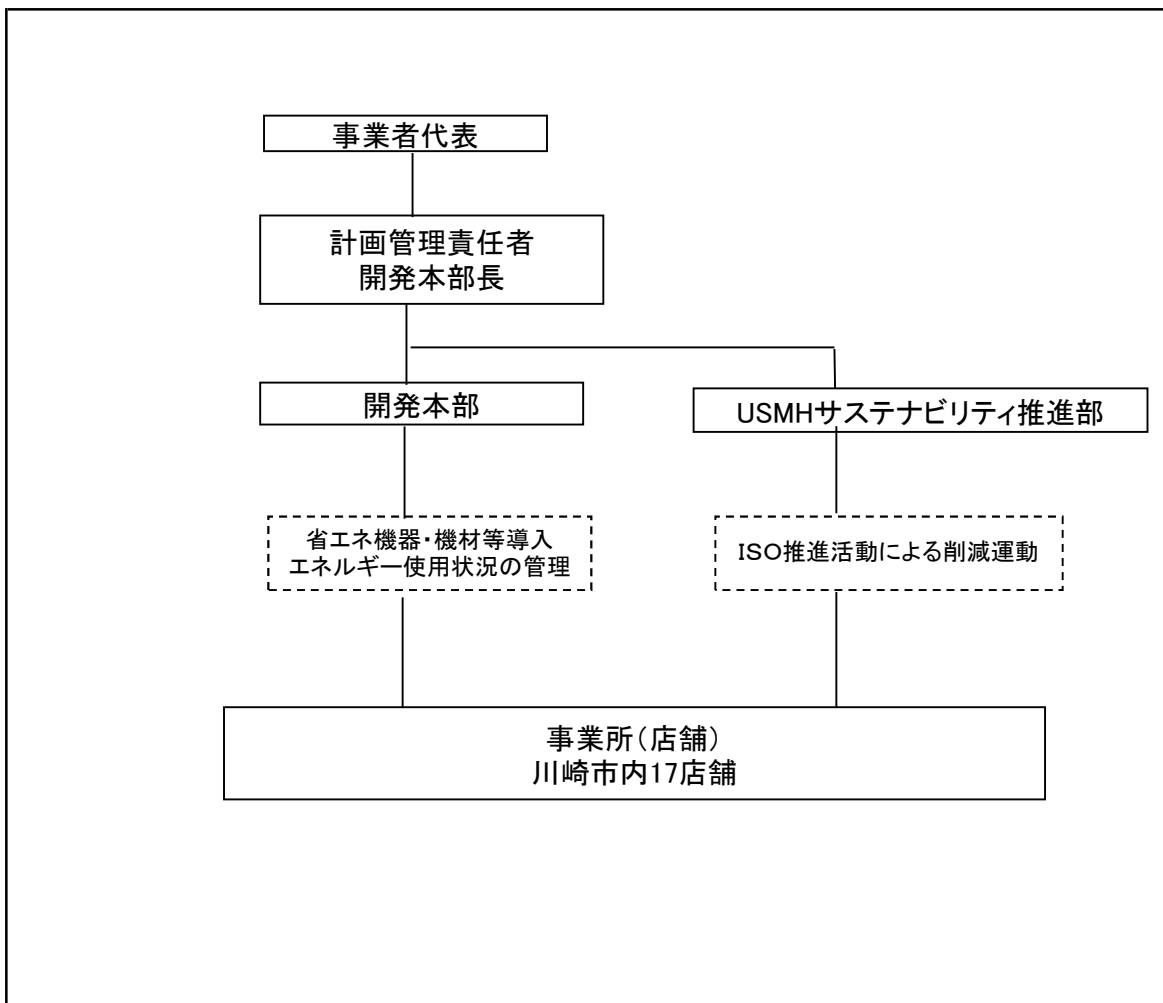 事業者代表
計画管理責任者
開発本部長
開発本部
USMHサステナビリティ推進部
省エネ機器・機材等導入
エネルギー使用状況の管理
ISO推進活動による削減運動
事業所(店舗)
川崎市内17店舗